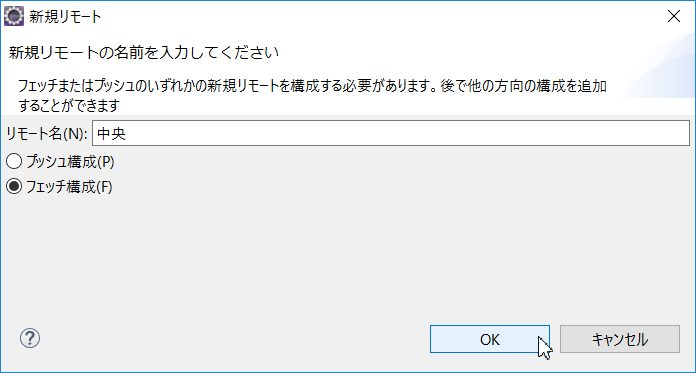 新規リモート
新規リモートの名前を入力してください
フェッチまたはプッシュのいずれかの新規リモートを構成する必要があります。後で他の方向の構成を追加
することができます
リモート名(N): 中央
プッシュ構成(P)
フェッチ構成(F)
?
OK キャンセル